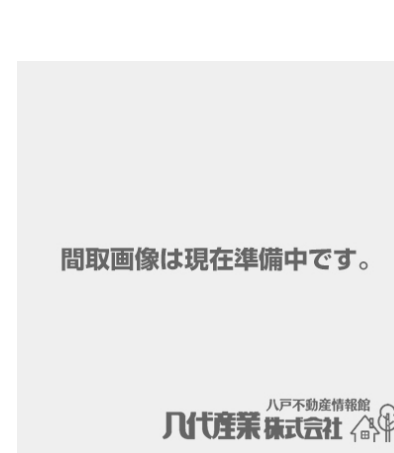 間取画像は現在準備中です。
八戸不動産情報館
八代産業株式会社